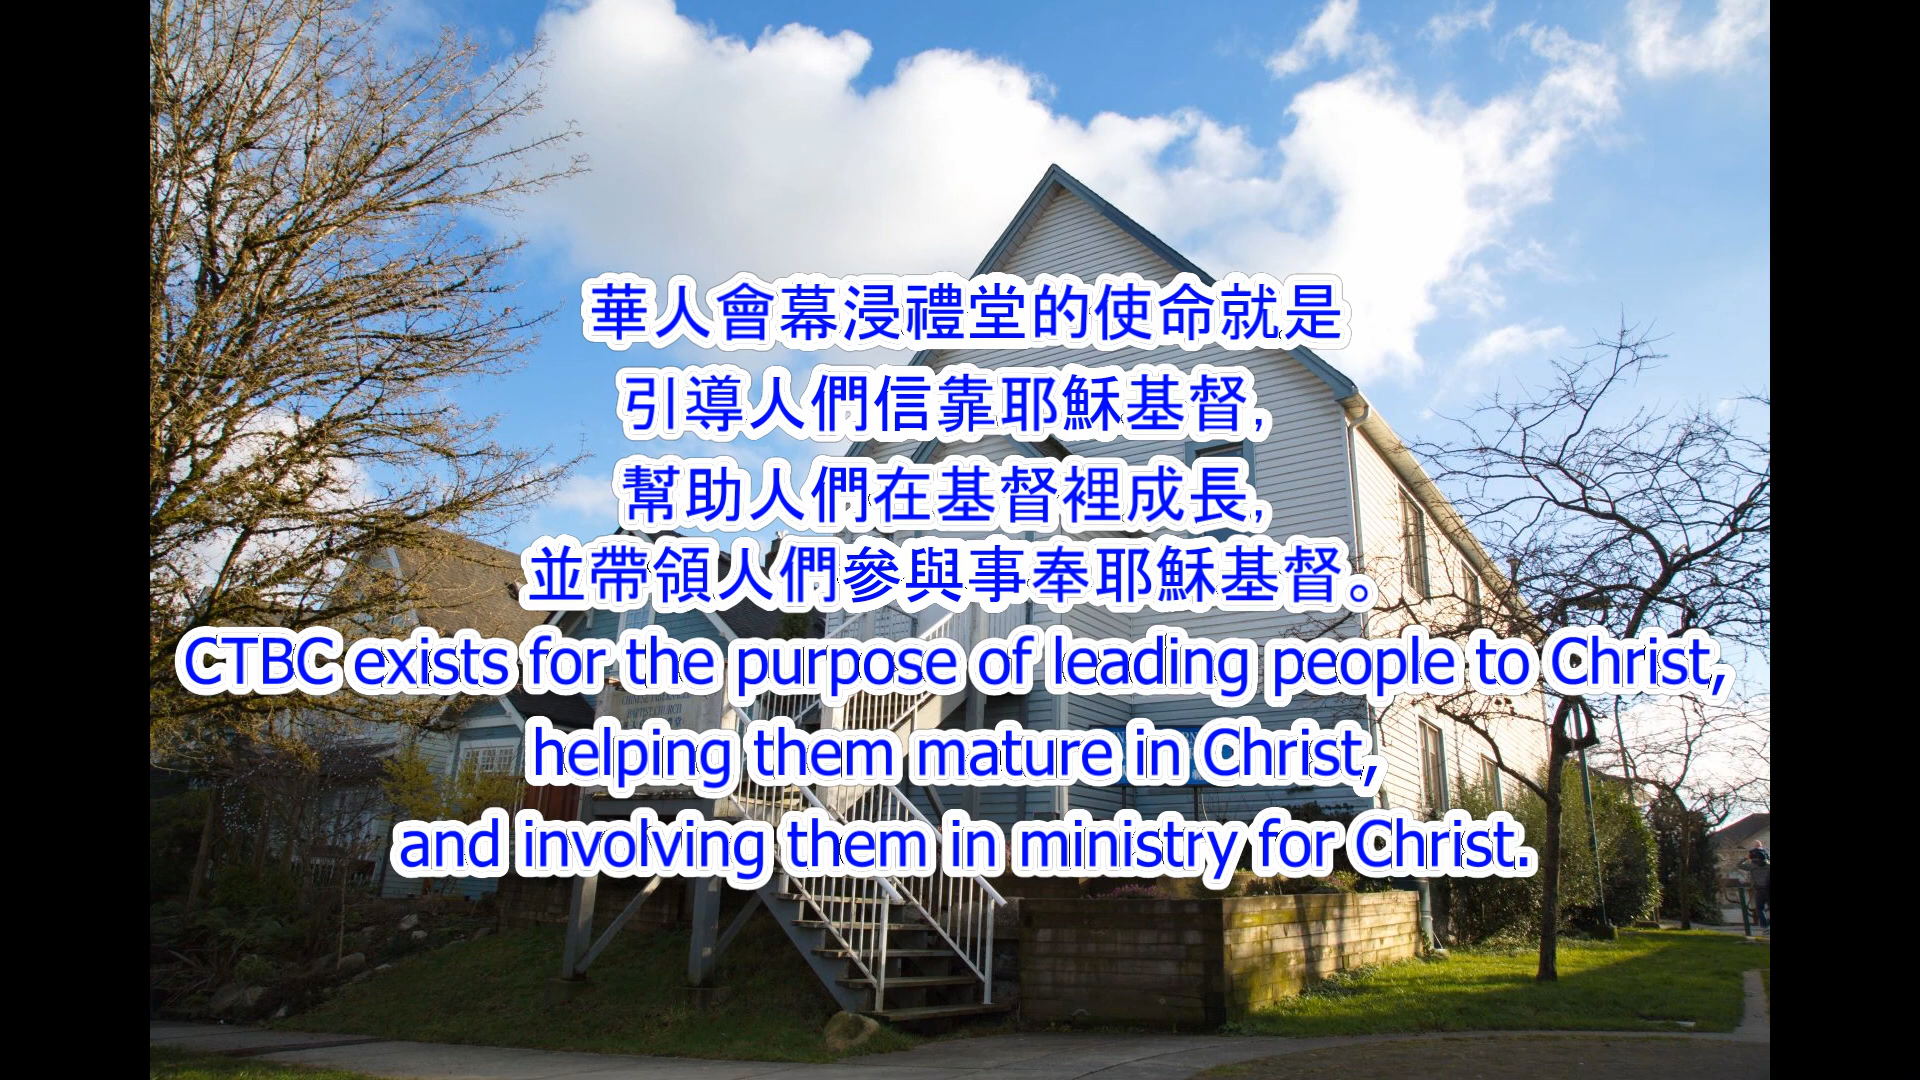 華人會幕浸禮堂的使命就是
引導人們信靠耶穌基督,
幫助人們在基督裡成長,
並帶領人們參與事奉耶穌基督。
CTBC exists for the purpose of leading people to Christ,
helping them mature in Christ,
and involving them in ministry for Christ.
BAPTIST CHURCH